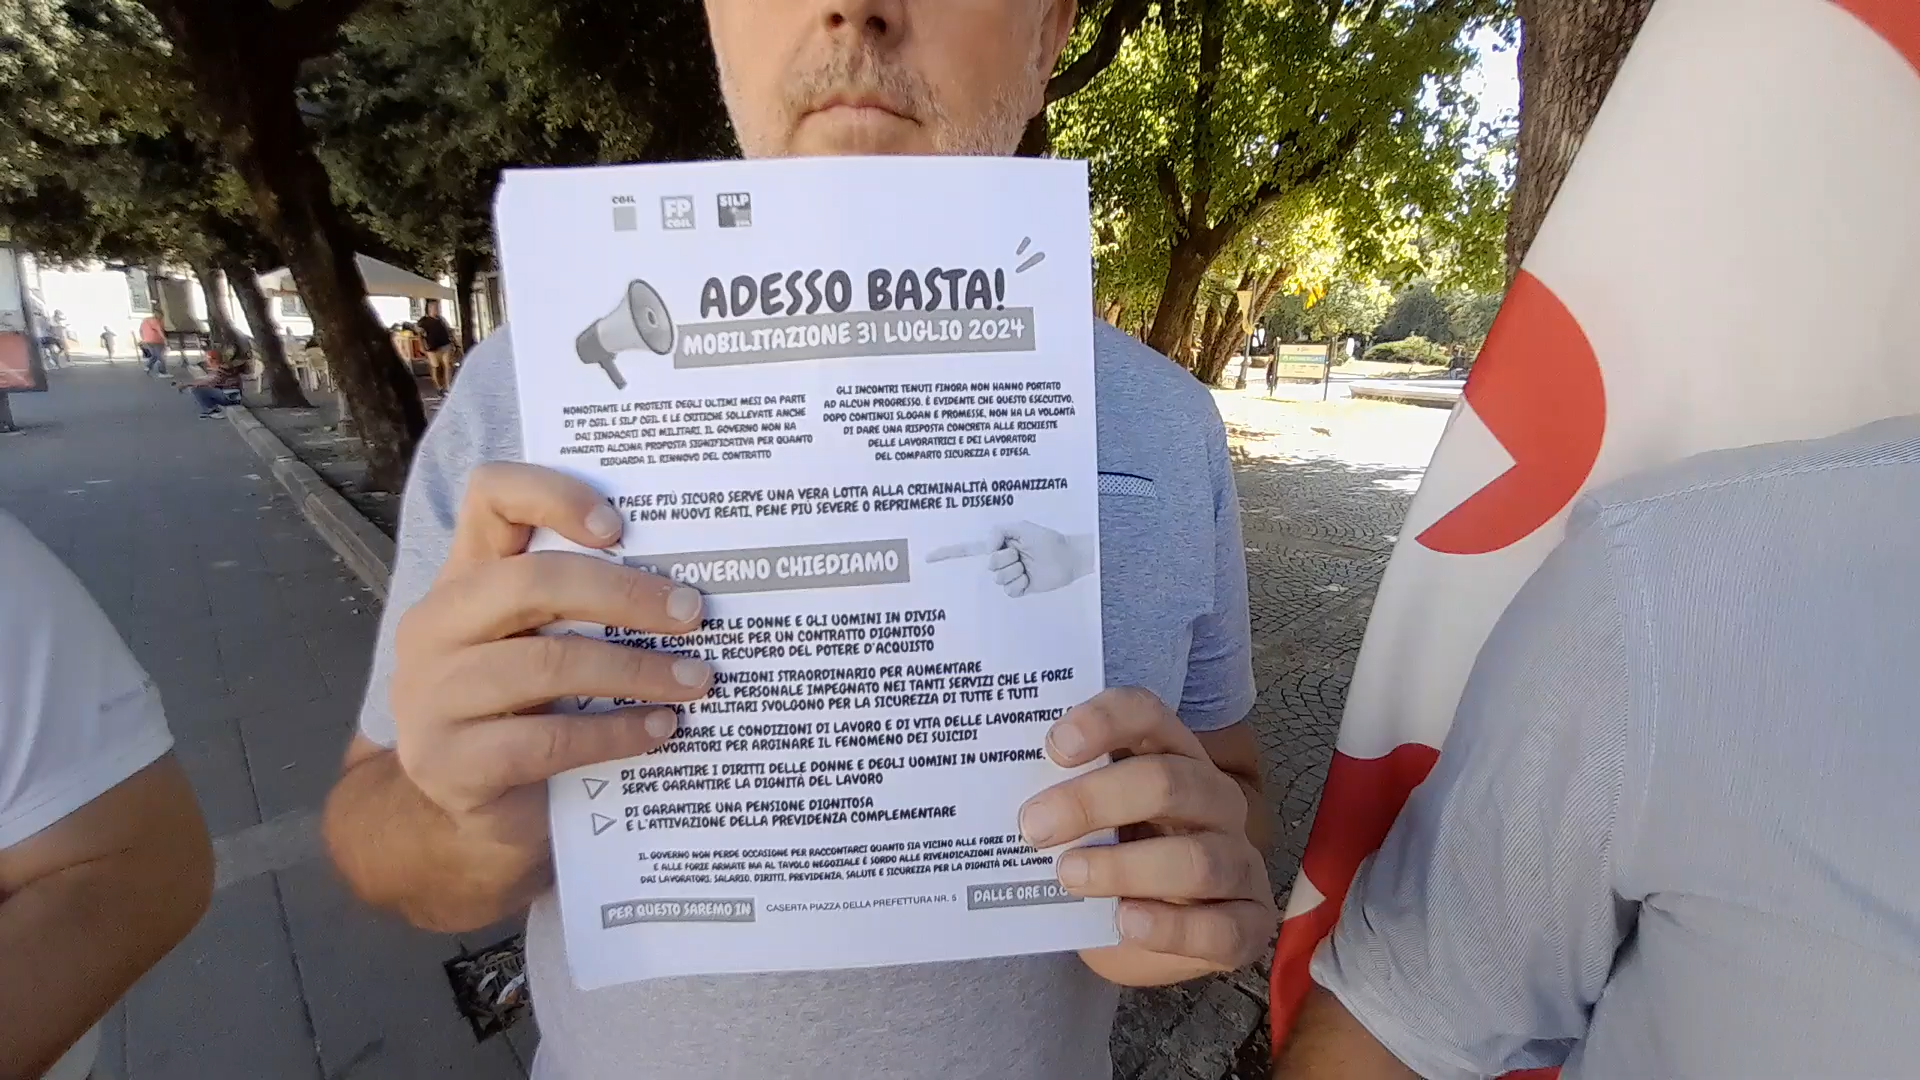 CGIL
FP
CGIL
SILP
ADESSO BASTA!
MOBILITAZIONE 31 LUGLIO 2024
NONOSTANTE LE PROTESTE DEGLI ULTIMI MESI DA PARTE
DI FP CGIL E SILP CGIL E LE CRITICHE SOLLEVATE ANCHE
DAI SINDACATI DEI MILITARI, IL GOVERNO NON HA
AVANZATO ALCUNA PROPOSTA SIGNIFICATIVA PER QUANTO
RIGUARDA IL RINNOVO DEL CONTRATTO
GLI INCONTRI TENUTI FINORA NON HANNO PORTATO
AD ALCUN PROGRESSO. È EVIDENTE CHE QUESTO ESECUTIVO,
DOPO CONTINUI SLOGAN E PROMESSE, NON HA LA VOLONTÀ
DI DARE UNA RISPOSTA CONCRETA ALLE RICHIESTE
DELLE LAVORATRICI E DEI LAVORATORI
DEL COMPARTO SICUREZZA E DIFESA.
PAESE PIÙ SICURO SERVE UNA VERA LOTTA ALLA CRIMINALITÀ ORGANIZZATA
E NON NUOVI REATI, PENE PIÙ SEVERE O REPRIMERE IL DISSENSO
GOVERNO CHIEDIAMO
PER LE DONNE E GLI UOMINI IN DIVISA
ECONOMICHE PER UN CONTRATTO DIGNITOSO
IL RECUPERO DEL POTERE D'ACQUISTO
STRAORDINARIO PER AUMENTARE
DEL PERSONALE IMPEGNATO NEI TANTI SERVIZI CHE LE FORZE
E MILITARI SVOLGONO PER LA SICUREZZA DI TUTTE E TUTTI
LE CONDIZIONI DI LAVORO E DI VITA DELLE LAVORATRICI
LAVORATORI PER ARGINARE IL FENOMENO DEI SUICIDI
DI GARANTIRE I DIRITTI DELLE DONNE E DEGLI UOMINI IN UNIFORME,
SERVE GARANTIRE LA DIGNITÀ DEL LAVORO
DI GARANTIRE UNA PENSIONE DIGNITOSA
E L'ATTIVAZIONE DELLA PREVIDENZA COMPLEMENTARE
IL GOVERNO NON PERDE OCCASIONE PER RACCONTARCI QUANTO SIA VICINO ALLE FORZE DI
E ALLE FORZE ARMATE MA AL TAVOLO NEGOZIALE È SORDO ALLE RIVENDICAZIONI AVANZATE
DAI LAVORATORI. SALARIO, DIRITTI, PREVIDENZA, SALUTE E SICUREZZA PER LA DIGNITÀ DEL LAVORO
PER QUESTO SAREMO IN
CASERTA PIAZZA DELLA PREFETTURA NR. 5
DALLE ORE 10.0